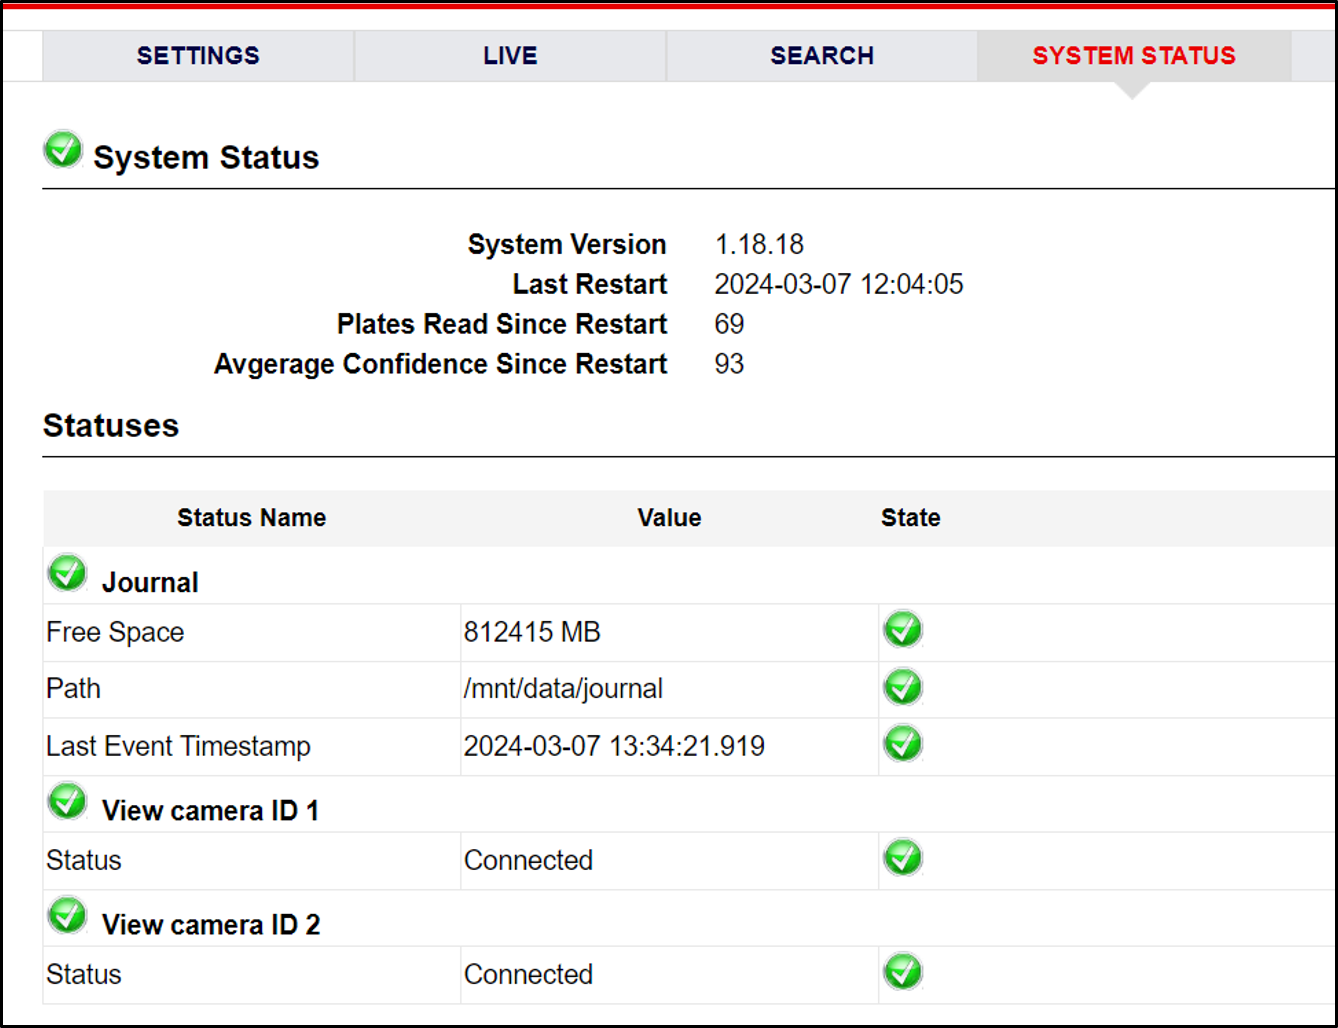 SETTINGS LIVE SEARCH SYSTEM STATUS
System Status
System Version 1.18.18
Last Restart 2024-03-07 12:04:05
Plates Read Since Restart 69
Avgerage Confidence Since Restart 93
Statuses
Status Name Value State
Journal
Free Space 812415 MB
Path /mnt/data/journal
Last Event Timestamp 2024-03-07 13:34:21.919
View camera ID 1
Status Connected
View camera ID 2
Status Connected